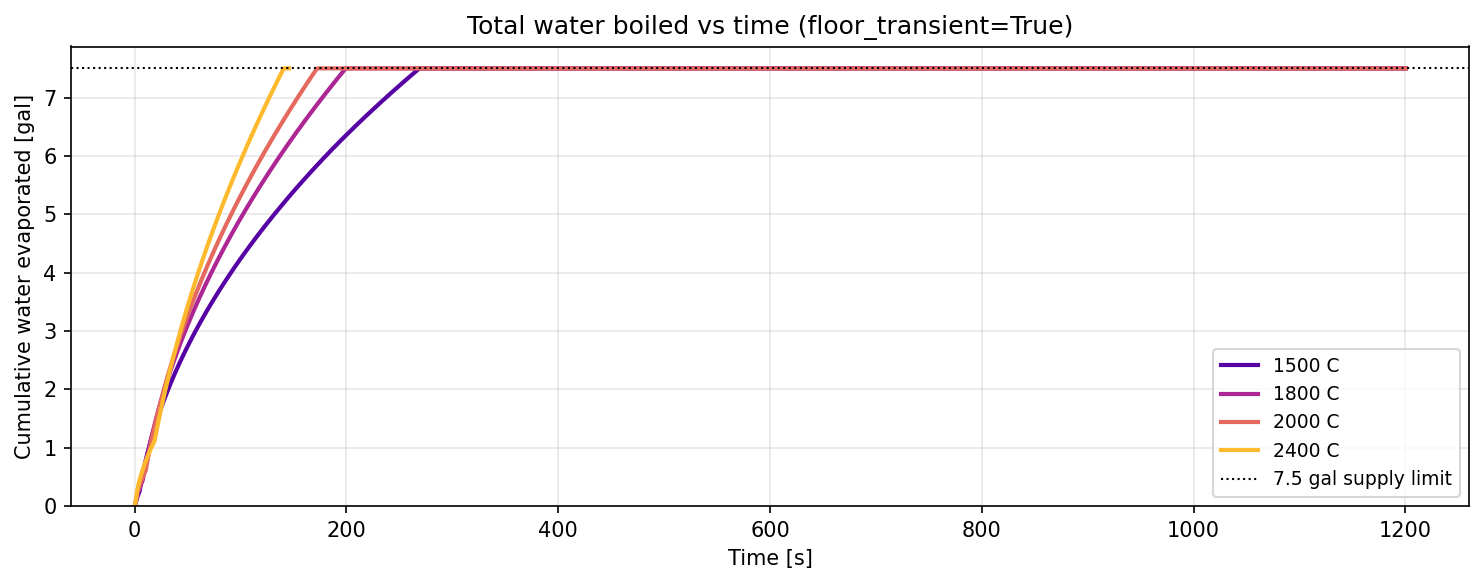 Total water boiled vs time (floor_transient=True)
Cumulative water evaporated [gal]
7
6
5
4
3
2
1
0
0 200 400 600 800 1000 1200
Time [s]
1500 C
1800 C
2000 C
2400 C
7.5 gal supply limit